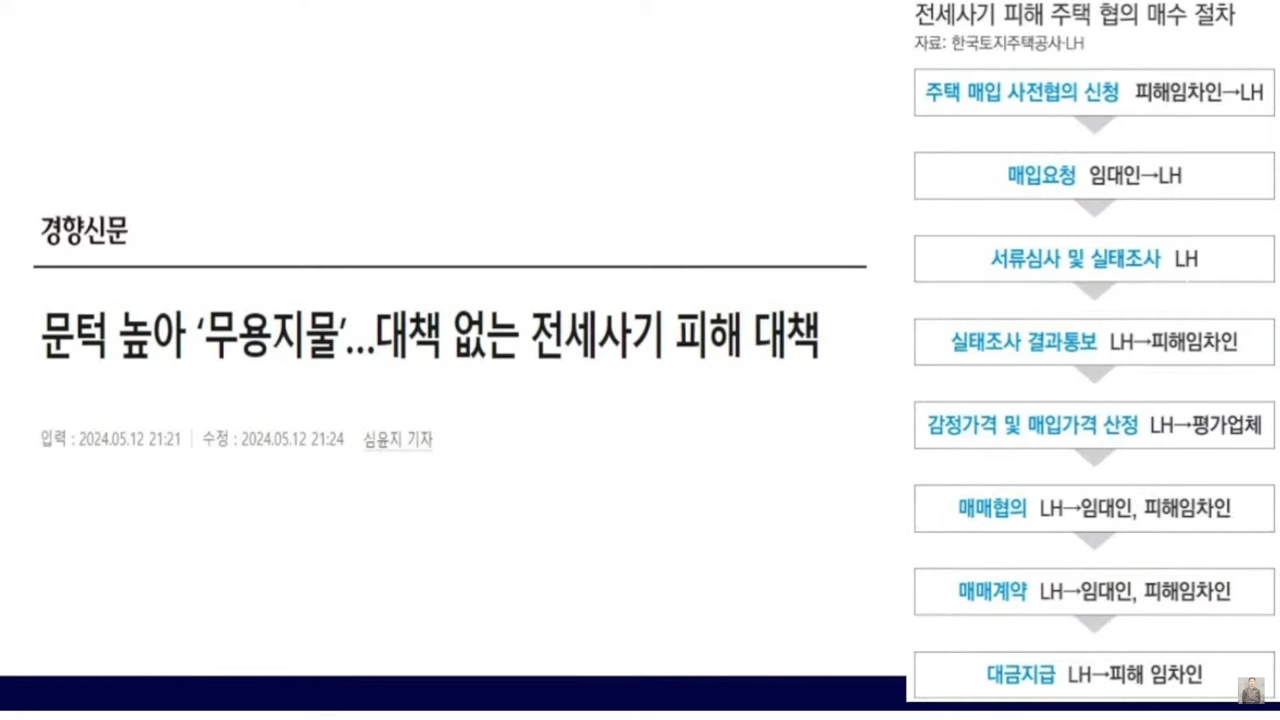 경향신문
문턱 높아 ‘무용지물’...대책 없는 전세사기 피해 대책
입력 : 2024.05.12 21:21 | 수정 : 2024.05.12 21:24 심윤지 기자
전세사기 피해 주택 협의 매수 절차
자료: 한국토지주택공사·LH
주택 매입 사전협의 신청 피해임차인→LH
매입요청 임대인→LH
서류심사 및 실태조사 LH
실태조사 결과통보 LH→피해임차인
감정가격 및 매입가격 산정 LH→평가업체
매매협의 LH→임대인, 피해임차인
매매계약 LH→임대인, 피해임차인
대금지급 LH→피해 임차인